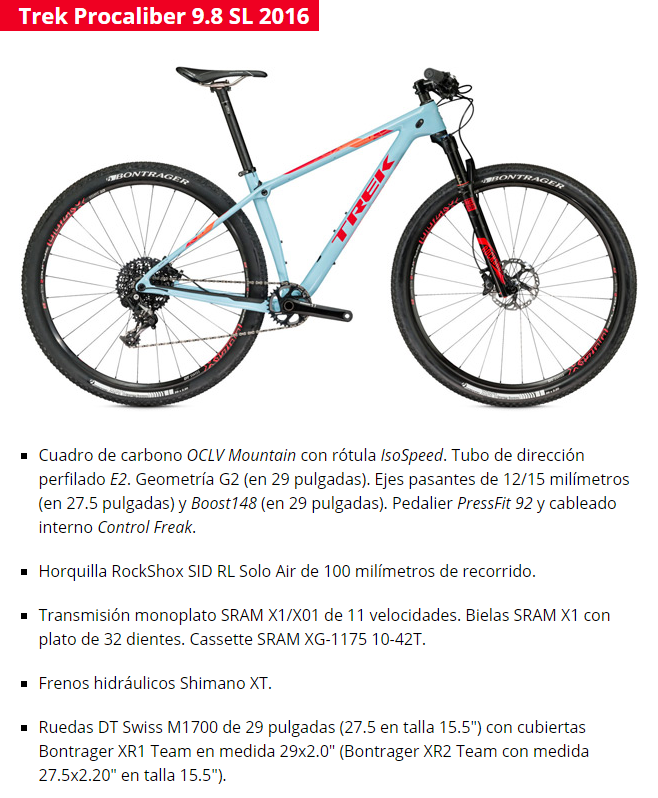 Trek Procaliber 9.8 SL 2016
BONTRAGER
BONTRAGER
TREK
Cuadro de carbono OCLV Mountain con rótula IsoSpeed. Tubo de dirección
perfilado E2. Geometría G2 (en 29 pulgadas). Ejes pasantes de 12/15 milímetros
(en 27.5 pulgadas) y Boost148 (en 29 pulgadas). Pedalier PressFit 92 y cableado
interno Control Freak.
Horquilla RockShox SID RL Solo Air de 100 milímetros de recorrido.
Transmisión monoplato SRAM X1/X01 de 11 velocidades. Bielas SRAM X1 con
plato de 32 dientes. Cassette SRAM XG-1175 10-42T.
Frenos hidráulicos Shimano XT.
Ruedas DT Swiss M1700 de 29 pulgadas (27.5 en talla 15.5") con cubiertas
Bontrager XR1 Team en medida 29x2.0" (Bontrager XR2 Team con medida
27.5x2.20" en talla 15.5").